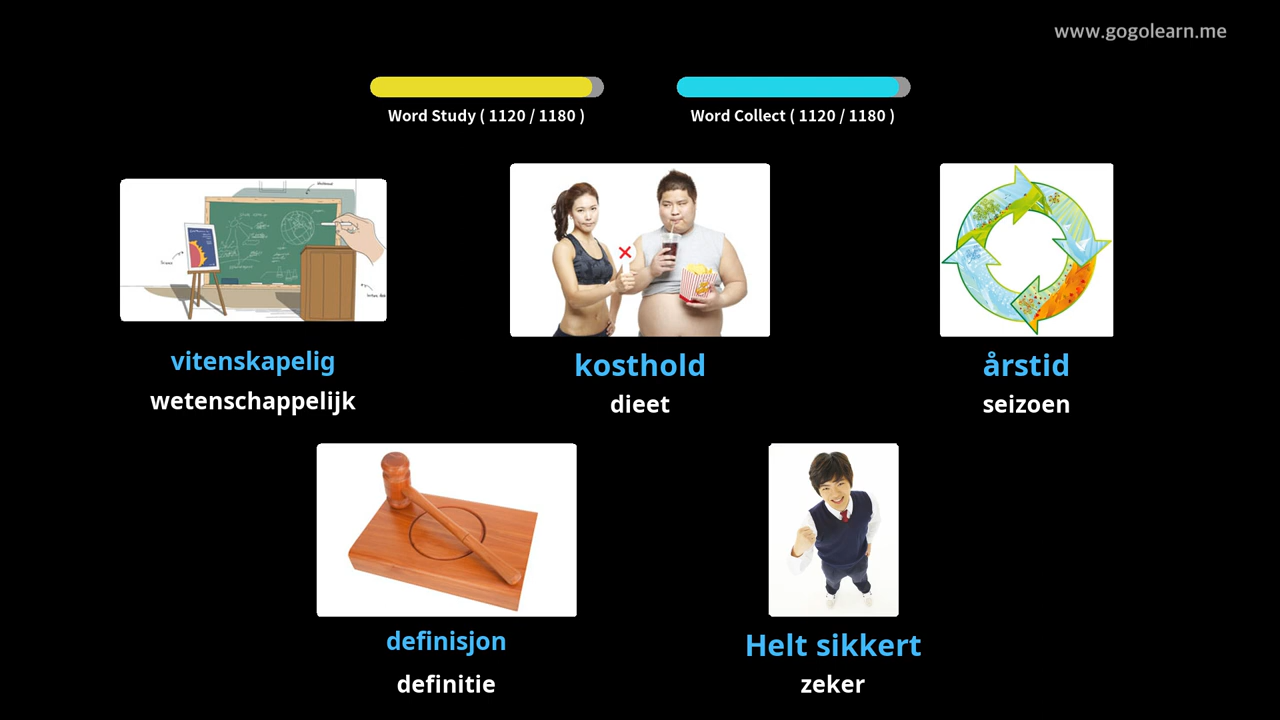 www.gogolearn.me
Word Study ( 1120 / 1180 )
Word Collect ( 1120 / 1180 )
vitenskapelig
wetenschappelijk
kosthold
dieet
årstid
seizoen
definisjon
definitie
Helt sikkert
zeker